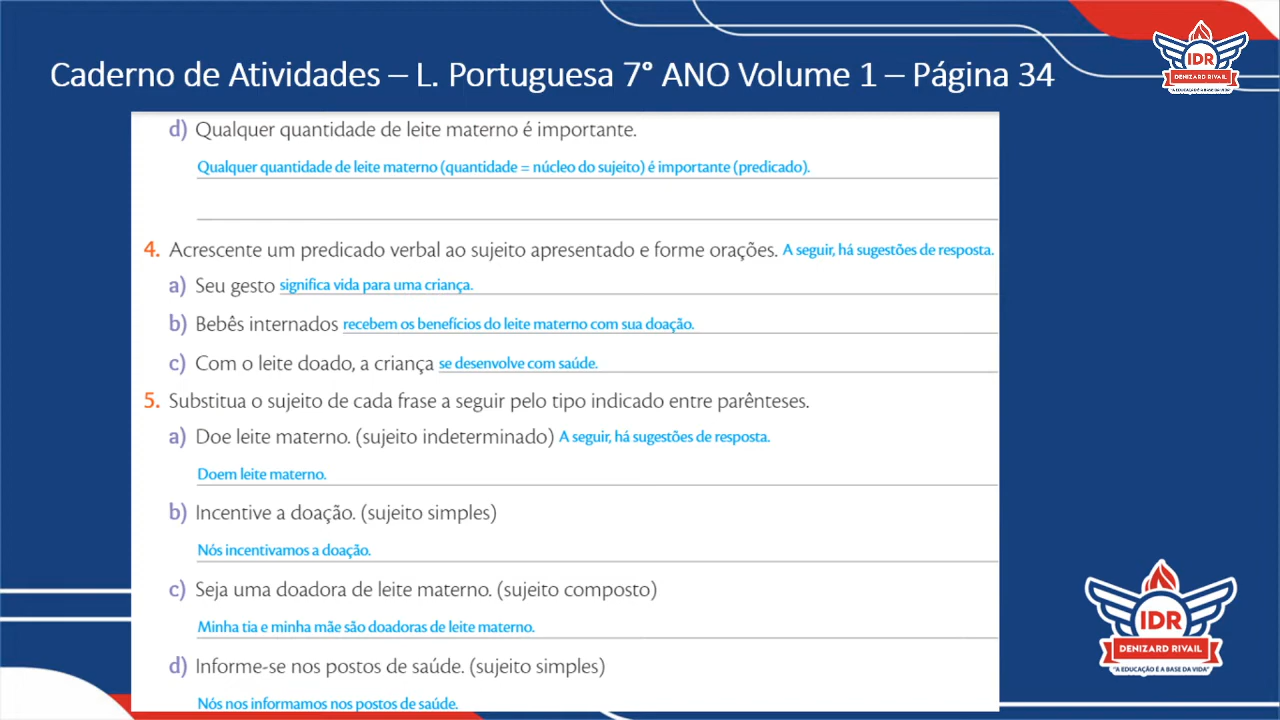 Caderno de Atividades – L. Portuguesa 7° ANO Volume 1 – Página 34
IDR
DENIZARD RIVAIL
"A EDUCAÇÃO É A BASE DA VIDA"
d) Qualquer quantidade de leite materno é importante.
Qualquer quantidade de leite materno (quantidade = núcleo do sujeito) é importante (predicado).
4. Acrescente um predicado verbal ao sujeito apresentado e forme orações. A seguir, há sugestões de resposta.
a) Seu gesto significa vida para uma criança.
b) Bebês internados recebem os benefícios do leite materno com sua doação.
c) Com o leite doado, a criança se desenvolve com saúde.
5. Substitua o sujeito de cada frase a seguir pelo tipo indicado entre parênteses.
a) Doe leite materno. (sujeito indeterminado) A seguir, há sugestões de resposta.
Doem leite materno.
b) Incentive a doação. (sujeito simples)
Nós incentivamos a doação.
c) Seja uma doadora de leite materno. (sujeito composto)
Minha tia e minha mãe são doadoras de leite materno.
d) Informe-se nos postos de saúde. (sujeito simples)
Nós nos informamos nos postos de saúde.
IDR
DENIZARD RIVAIL
"A EDUCAÇÃO É A BASE DA VIDA"